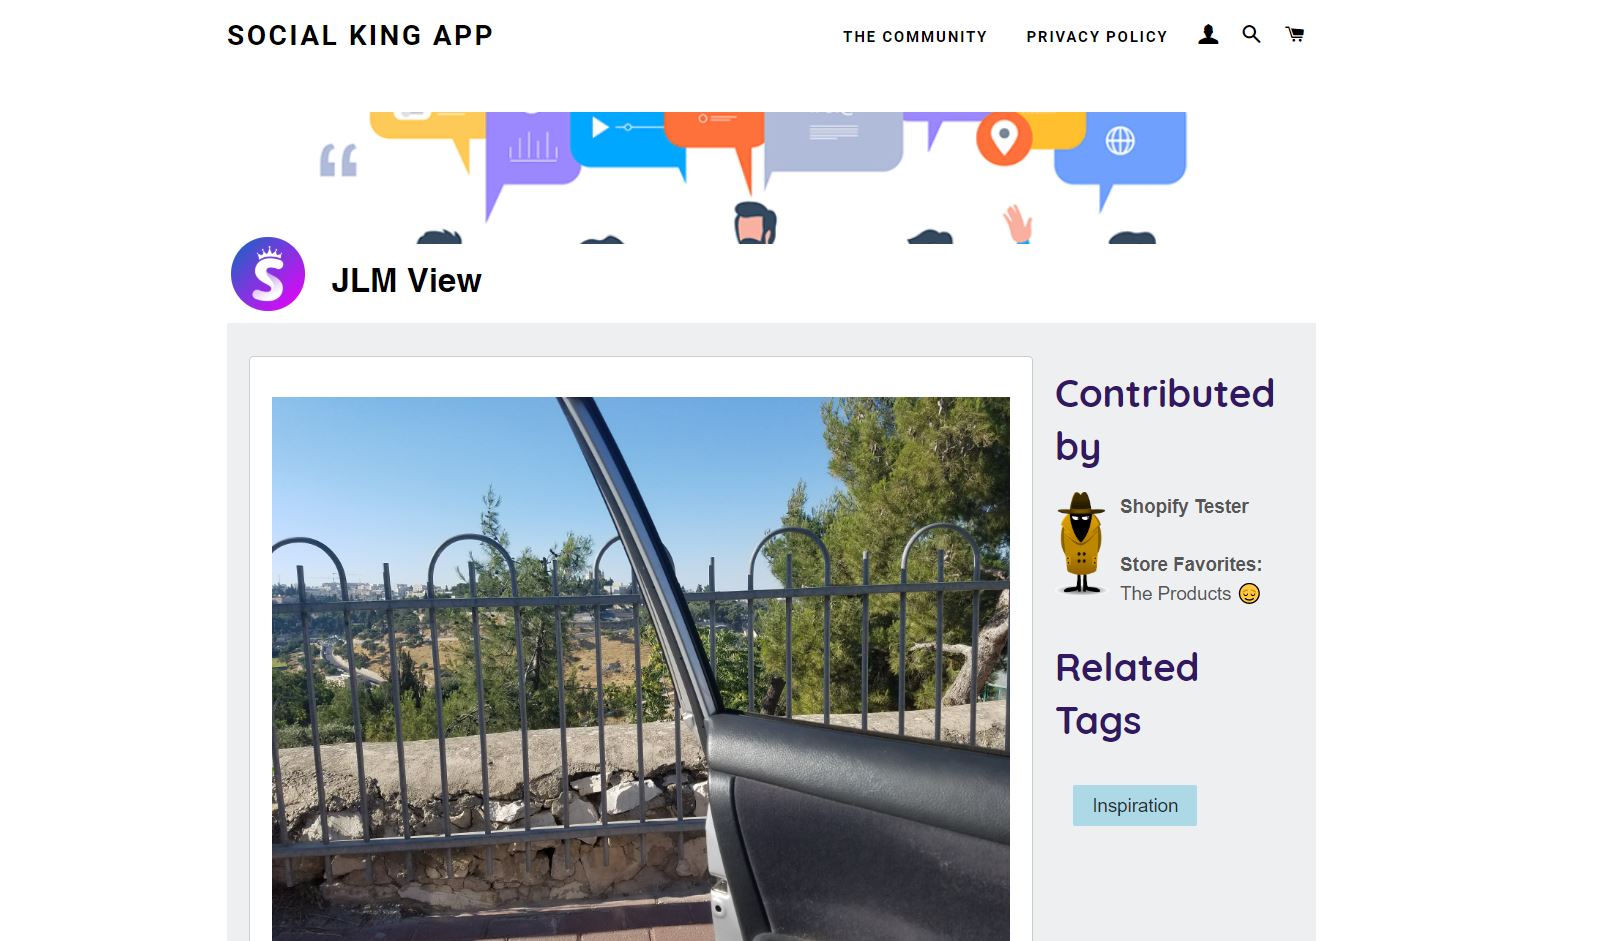 SOCIAL KING APP
THE COMMUNITY
PRIVACY POLICY
JLM View
Contributed
by
Shopify Tester
Store Favorites:
The Products 😌
Related
Tags
Inspiration